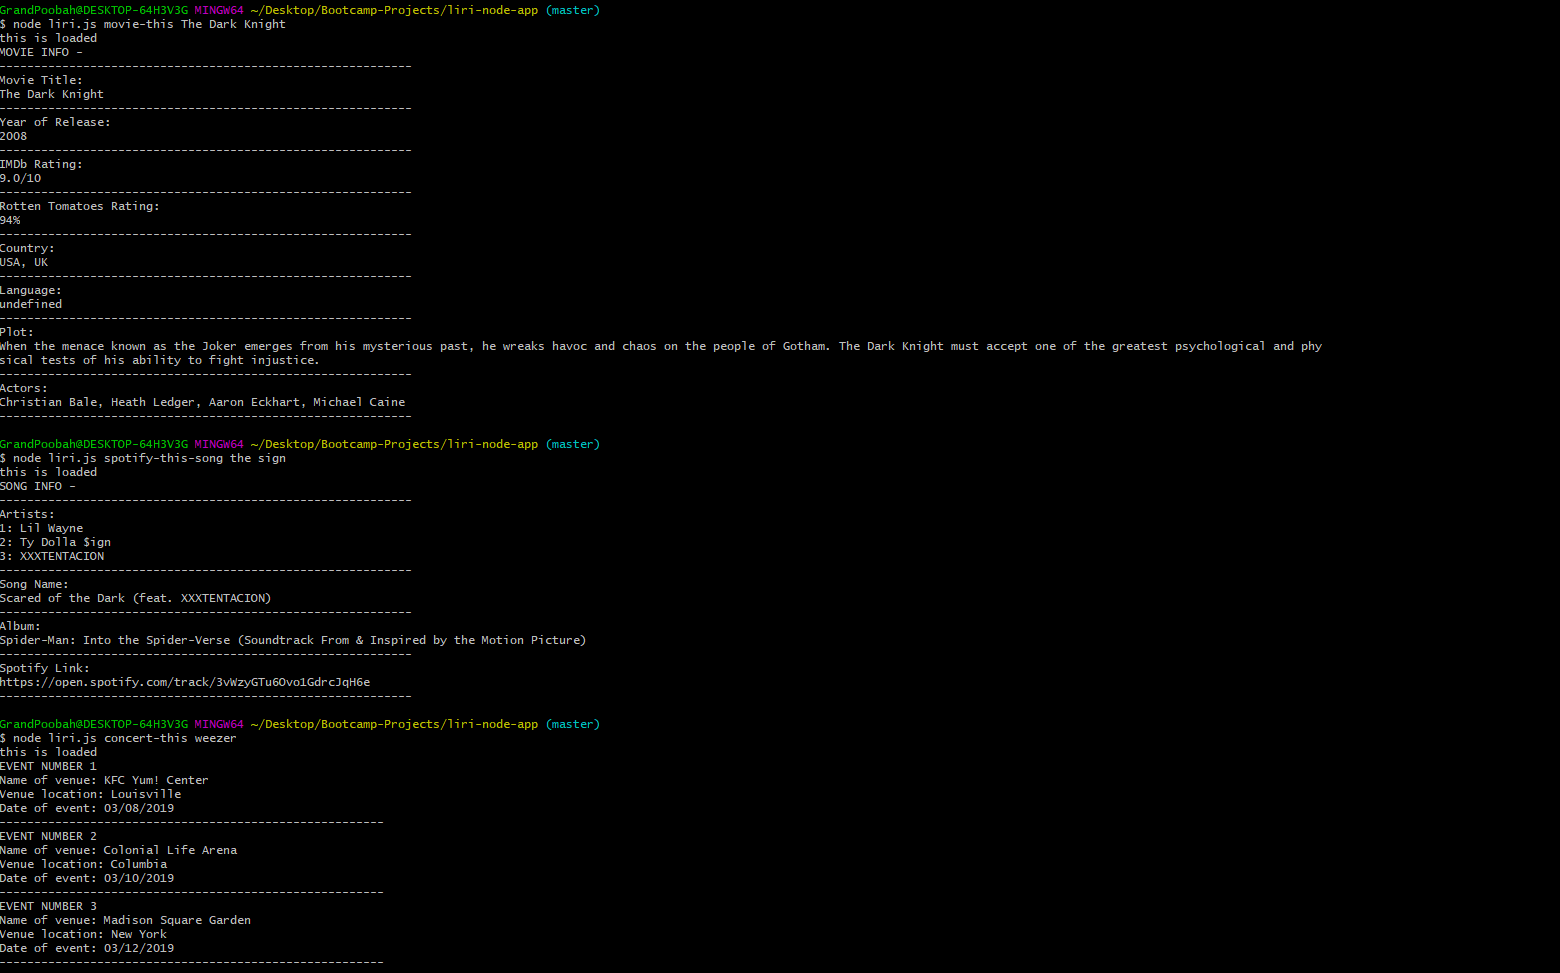 GrandPoobah@DESKTOP-64H3V3G MINGW64 ~/Desktop/Bootcamp-Projects/liri-node-app (master)
$ node liri.js movie-this The Dark Knight
this is loaded
MOVIE INFO -
-----------------------------------------------------------
Movie Title:
The Dark Knight
-----------------------------------------------------------
Year of Release:
2008
-----------------------------------------------------------
IMDb Rating:
9.0/10
-----------------------------------------------------------
Rotten Tomatoes Rating:
94%
-----------------------------------------------------------
Country:
USA, UK
-----------------------------------------------------------
Language:
undefined
-----------------------------------------------------------
Plot:
When the menace known as the Joker emerges from his mysterious past, he wreaks havoc and chaos on the people of Gotham. The Dark Knight must accept one of the greatest psychological and phy
sical tests of his ability to fight injustice.
-----------------------------------------------------------
Actors:
Christian Bale, Heath Ledger, Aaron Eckhart, Michael Caine
-----------------------------------------------------------
GrandPoobah@DESKTOP-64H3V3G MINGW64 ~/Desktop/Bootcamp-Projects/liri-node-app (master)
$ node liri.js spotify-this-song the sign
this is loaded
SONG INFO -
-----------------------------------------------------------
Artists:
1: Lil Wayne
2: Ty Dolla $ign
3: XXXTENTACION
-----------------------------------------------------------
Song Name:
Scared of the Dark (feat. XXXTENTACION)
-----------------------------------------------------------
Album:
Spider-Man: Into the Spider-Verse (Soundtrack From & Inspired by the Motion Picture)
-----------------------------------------------------------
Spotify Link:
https://open.spotify.com/track/3vWzyGTu6Ovo1GdrcJqH6e
-----------------------------------------------------------
GrandPoobah@DESKTOP-64H3V3G MINGW64 ~/Desktop/Bootcamp-Projects/liri-node-app (master)
$ node liri.js concert-this weezer
this is loaded
EVENT NUMBER 1
Name of venue: KFC Yum! Center
Venue location: Louisville
Date of event: 03/08/2019
-------------------------------------------------------
EVENT NUMBER 2
Name of venue: Colonial Life Arena
Venue location: Columbia
Date of event: 03/10/2019
-------------------------------------------------------
EVENT NUMBER 3
Name of venue: Madison Square Garden
Venue location: New York
Date of event: 03/12/2019
-------------------------------------------------------